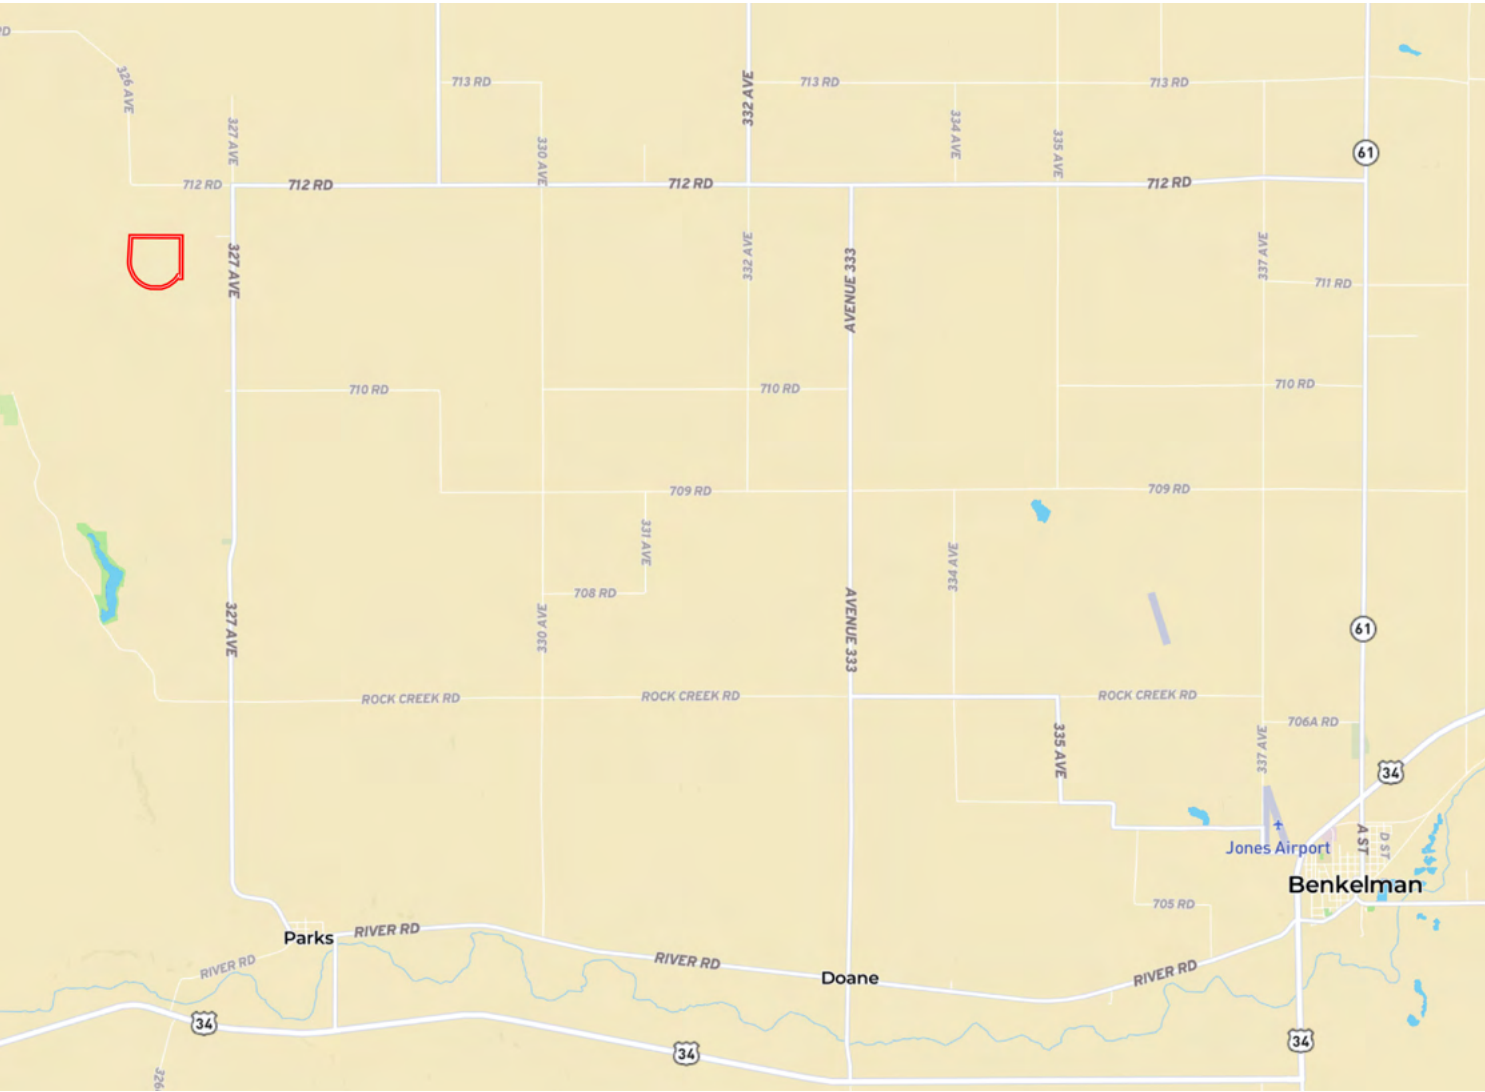 RD
326 AVE
713 RD
332 AVE
713 RD
713 RD
327 AVE
330 AVE
334 AVE
335 AVE
61
712 RD
712 RD
712 RD
712 RD
327 AVE
332 AVE
AVENUE 333
337 AVE
711 RD
710 RD
710 RD
710 RD
709 RD
709 RD
331 AVE
334 AVE
708 RD
327 AVE
330 AVE
AVENUE 333
61
ROCK CREEK RD
ROCK CREEK RD
ROCK CREEK RD
706A RD
335 AVE
337 AVE
34
A ST
D ST
Jones Airport
Benkelman
705 RD
Parks
RIVER RD
RIVER RD
RIVER RD
Doane
RIVER RD
34
34
34
326